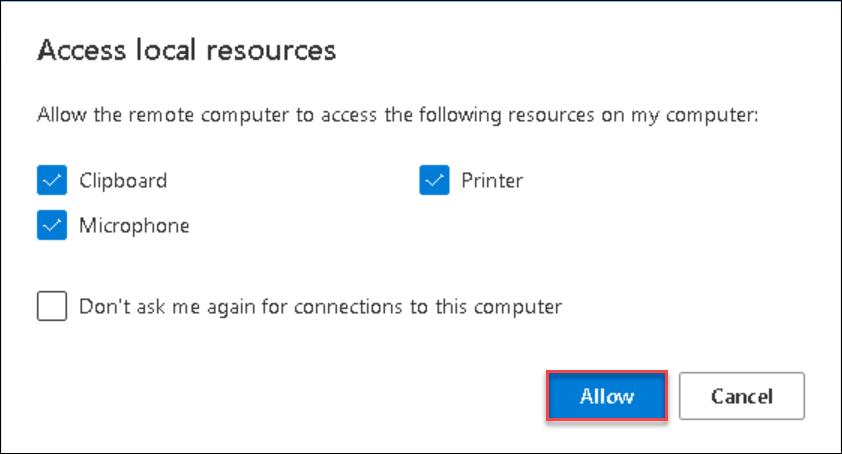 Access local resources
Allow the remote computer to access the following resources on my computer:
Clipboard Printer
Microphone
Don't ask me again for connections to this computer
Allow Cancel